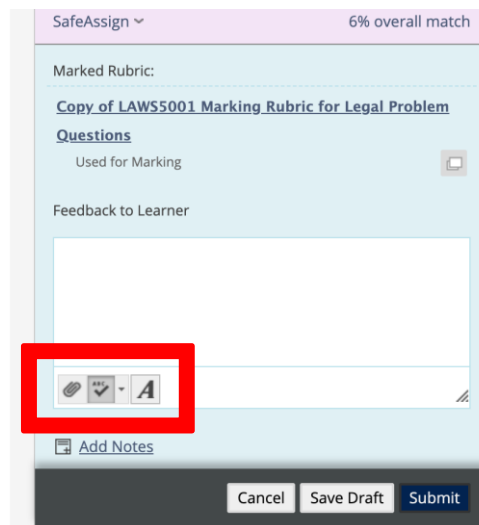 SafeAssign 6% overall match
Marked Rubric:
Copy of LAWS5001 Marking Rubric for Legal Problem
Questions
Used for Marking
Feedback to Learner
ABC A
Add Notes
Cancel Save Draft Submit